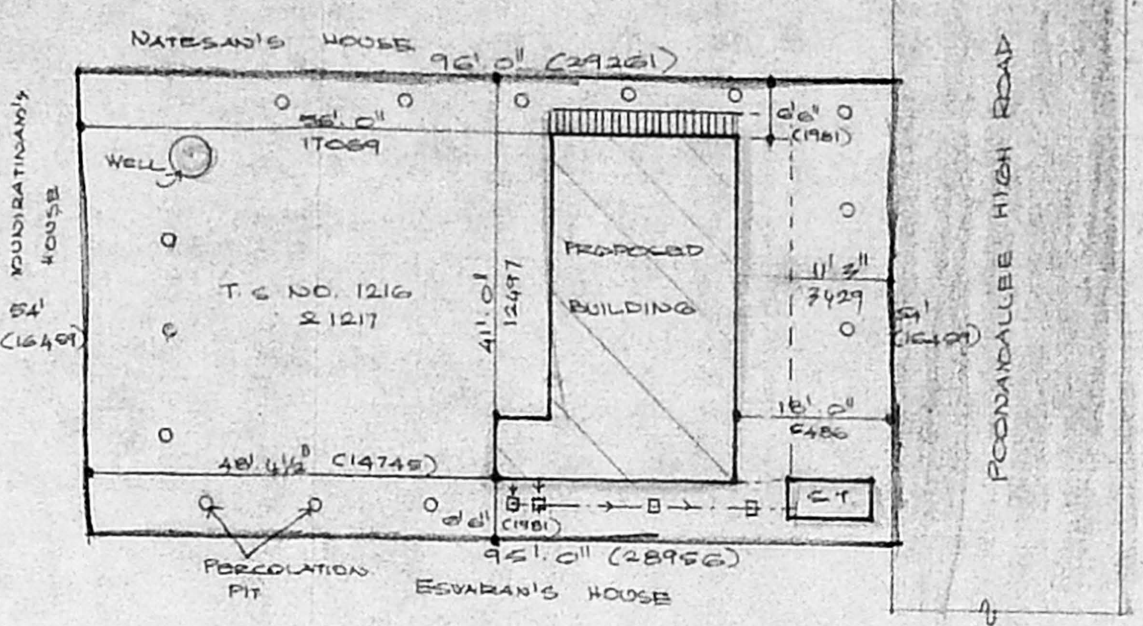 NATESAN'S HOUSE
96'.0" (29261)
56'.0"
17069
6'6"
(1981)
WELL
MUNIRATINAM'S
HOUSE
54'
(16459)
T.S NO. 1216
& 1217
41'.0"
12497
PROPOSED
BUILDING
11'3"
3429
54'
(16459)
18'.0"
5486
POONAMALLEE HIGH ROAD
48'.4½" (14745)
6'6"
(1981)
S.T.
95'.0" (28956)
PERCOLATION
PIT
ESVARAN'S HOUSE